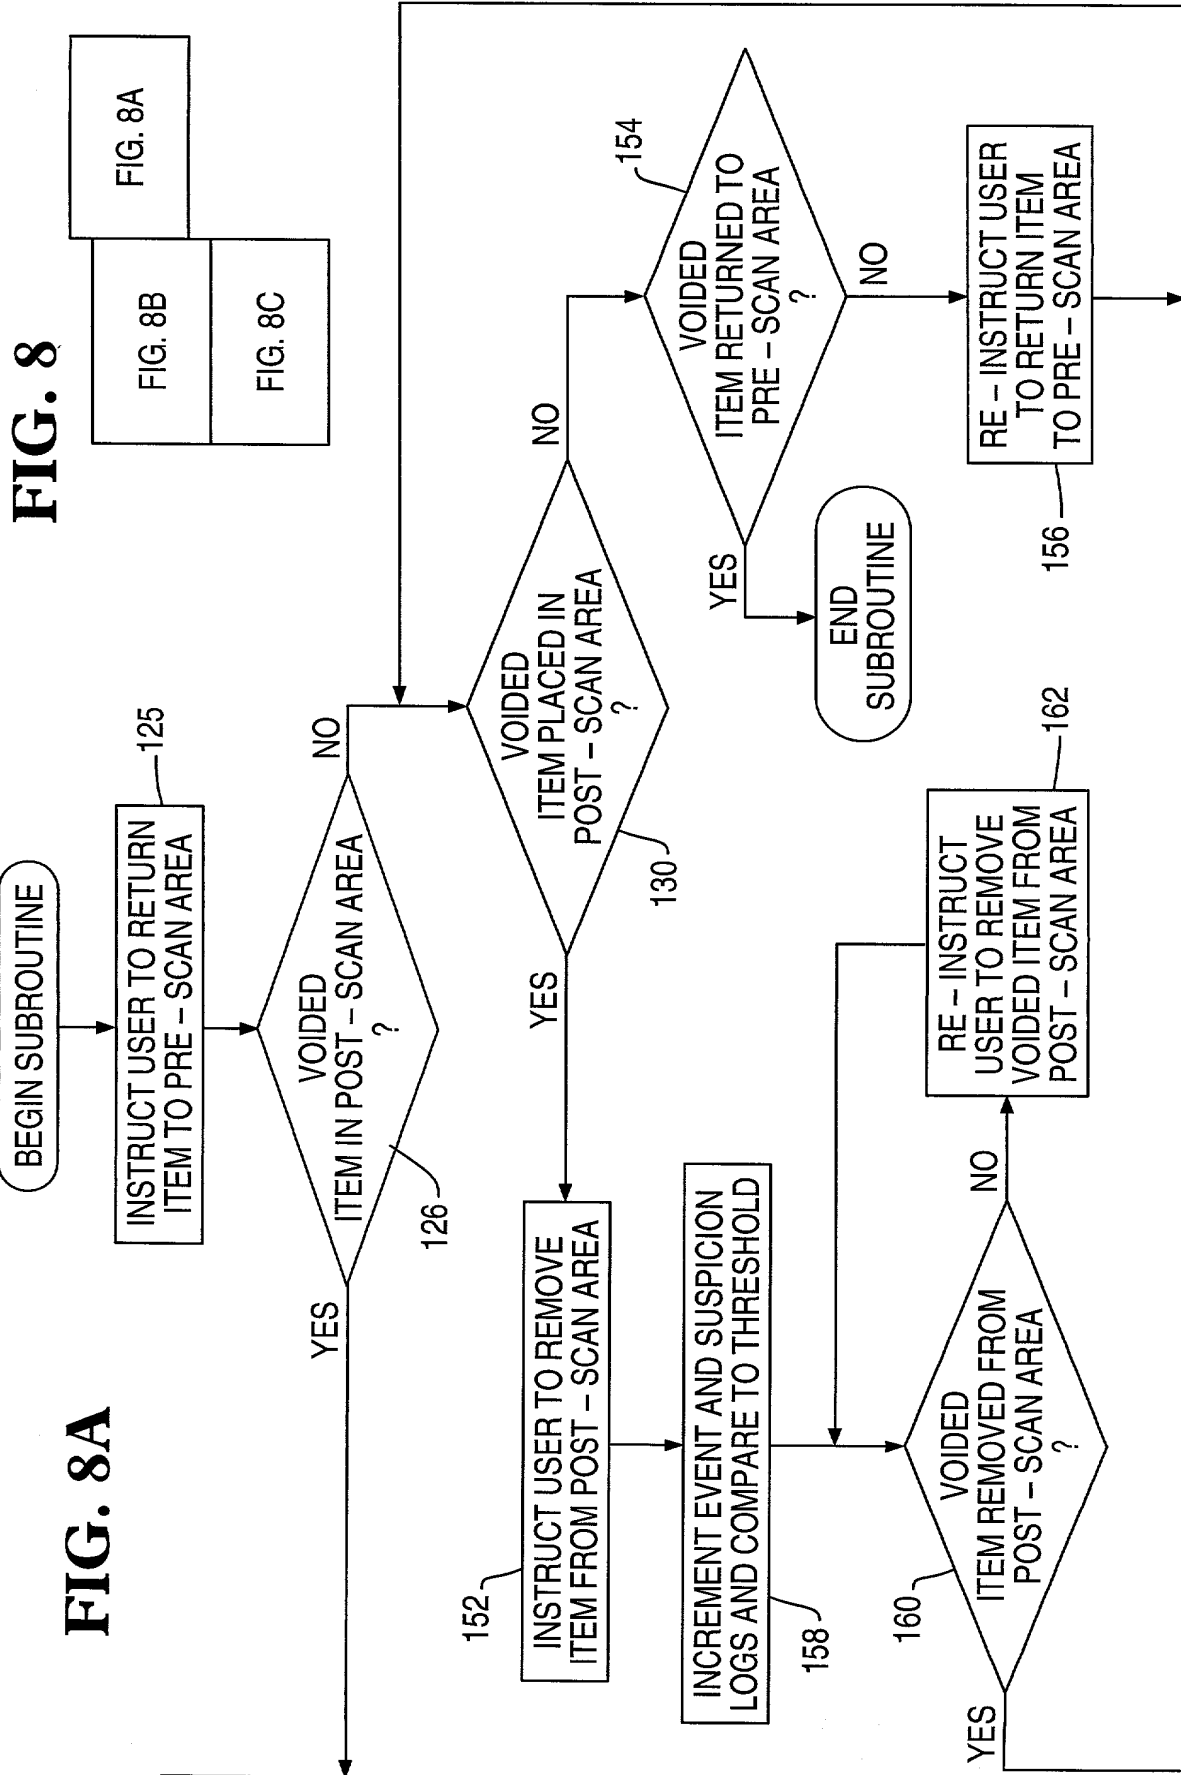 FIG. 8
FIG. 8A
FIG. 8B
FIG. 8C
FIG. 8A
BEGIN SUBROUTINE
INSTRUCT USER TO RETURN
ITEM TO PRE – SCAN AREA
125
VOIDED
ITEM IN POST – SCAN AREA
?
126
YES
NO
VOIDED
ITEM PLACED IN
POST – SCAN AREA
?
130
YES
NO
INSTRUCT USER TO REMOVE
ITEM FROM POST – SCAN AREA
152
VOIDED
ITEM RETURNED TO
PRE – SCAN AREA
?
154
YES
NO
END
SUBROUTINE
RE – INSTRUCT USER
TO RETURN ITEM
TO PRE – SCAN AREA
156
INCREMENT EVENT AND SUSPICION
LOGS AND COMPARE TO THRESHOLD
158
VOIDED
ITEM REMOVED FROM
POST – SCAN AREA
?
160
YES
NO
RE – INSTRUCT
USER TO REMOVE
VOIDED ITEM FROM
POST – SCAN AREA
162